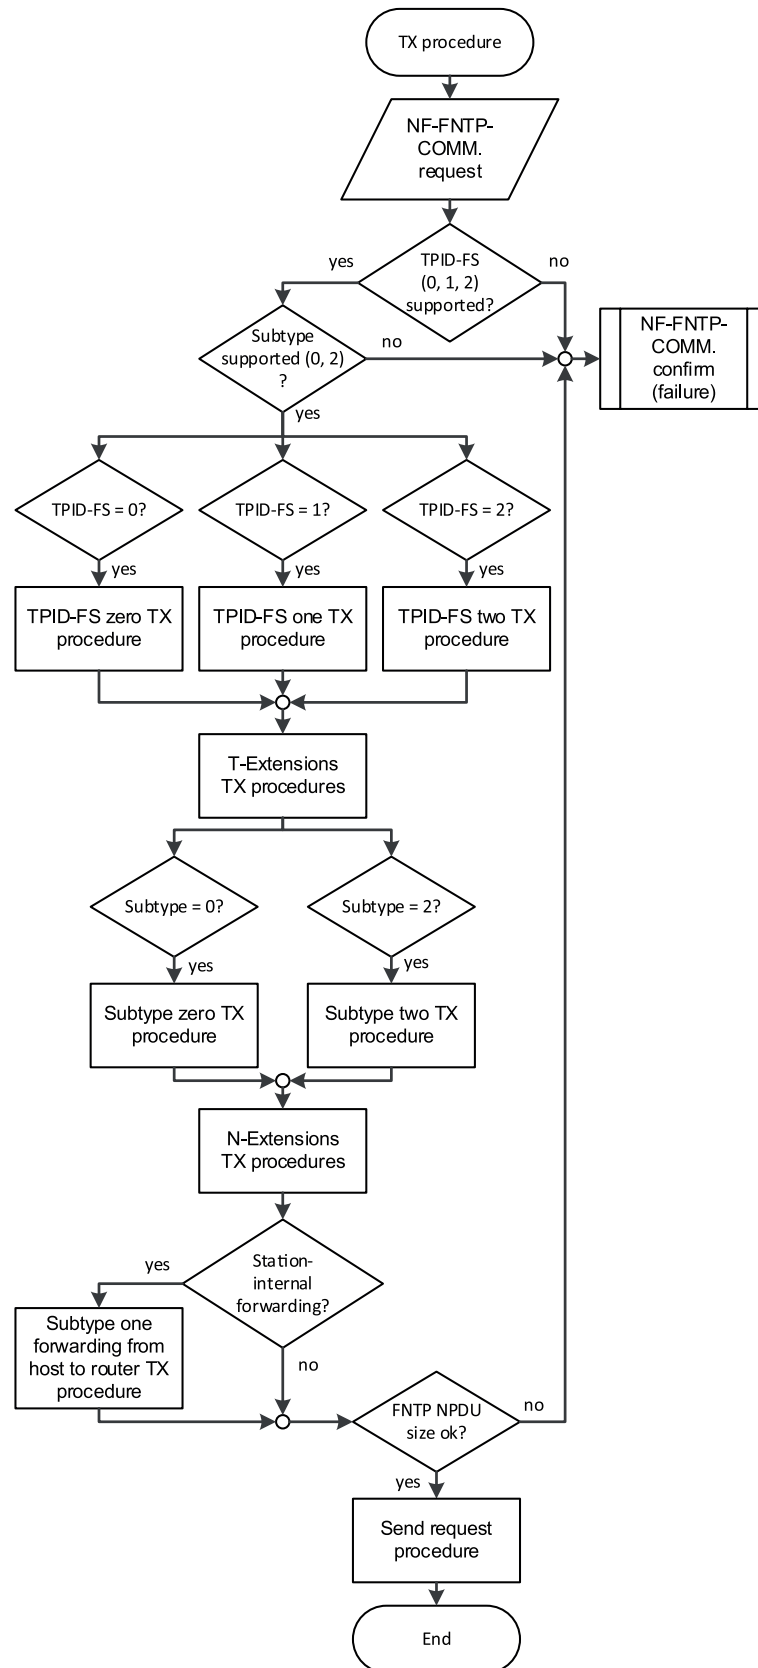 TX procedure
NF-FNTP-
COMM.
request
yes
TPID-FS
(0, 1, 2)
supported?
no
Subtype
supported (0, 2)
?
no
NF-FNTP-
COMM.
confirm
(failure)
yes
TPID-FS = 0?
TPID-FS = 1?
TPID-FS = 2?
yes
yes
yes
TPID-FS zero TX
procedure
TPID-FS one TX
procedure
TPID-FS two TX
procedure
T-Extensions
TX procedures
Subtype = 0?
Subtype = 2?
yes
yes
Subtype zero TX
procedure
Subtype two TX
procedure
N-Extensions
TX procedures
yes
Station-
internal
forwarding?
Subtype one
forwarding from
host to router TX
procedure
no
FNTP NPDU
size ok?
no
yes
Send request
procedure
End